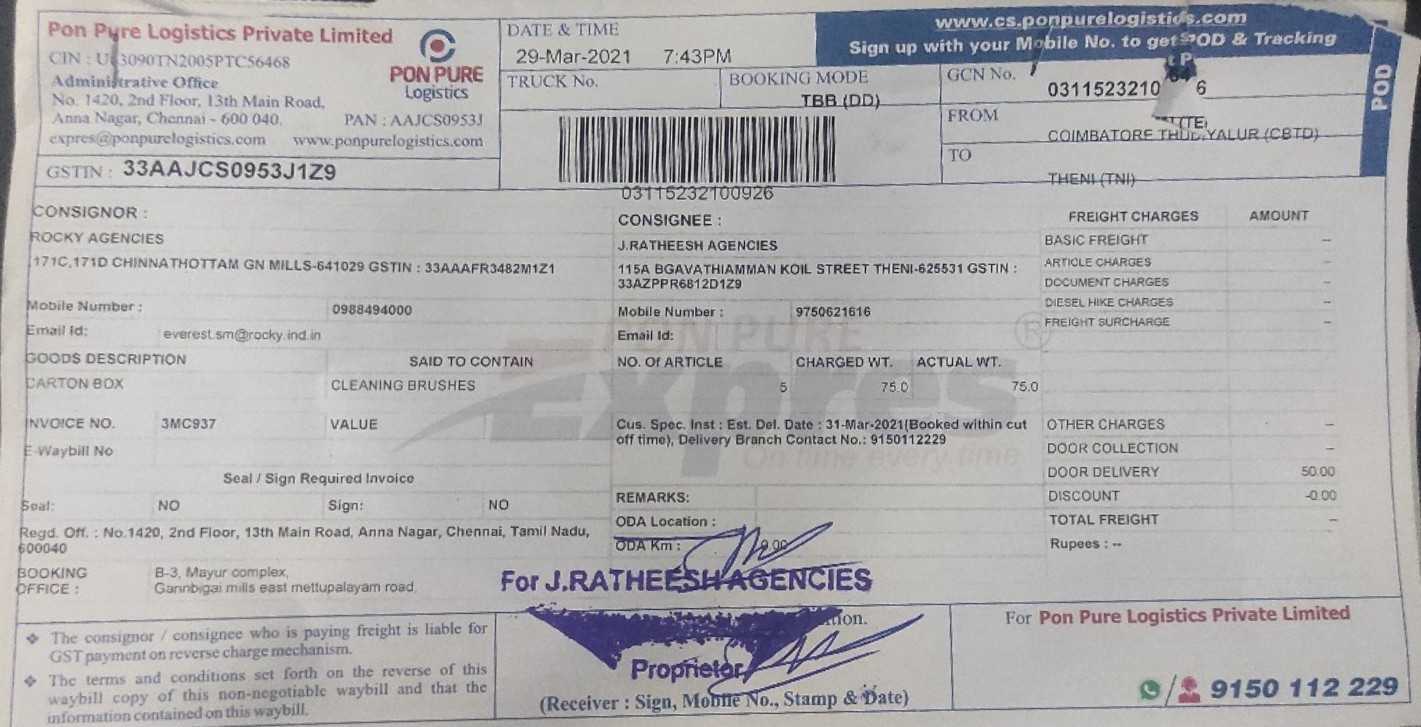 Pon Pure Logistics Private Limited
CIN : U 3090TN2005PTC56468
Administrative Office
No. 1420, 2nd Floor, 13th Main Road,
Anna Nagar, Chennai - 600 040. PAN : AAJCS0953J
expres@ponpurelogistics.com www.ponpurelogistics.com
PON PURE
Logistics
GSTIN : 33AAJCS0953J1Z9
DATE & TIME
29-Mar-2021 7:43PM
TRUCK No.
BOOKING MODE
TBB (DD)
03115232100926
www.cs.ponpurelogistics.com
Sign up with your Mobile No. to get POD & Tracking
POD
GCN No.
0311523210 6
FROM
COIMBATORE (CBTD)
TO
THENI (TNI)
CONSIGNOR :
ROCKY AGENCIES
171C,171D CHINNATHOTTAM GN MILLS-641029 GSTIN : 33AAAFR3482M1Z1
Mobile Number : 0988494000
Email Id: everest.sm@rocky.ind.in
CONSIGNEE :
J.RATHEESH AGENCIES
115A BGAVATHIAMMAN KOIL STREET THENI-625531 GSTIN :
33AZPPR6812D1Z9
Mobile Number : 9750621616
Email Id:
GOODS DESCRIPTION SAID TO CONTAIN NO. Of ARTICLE CHARGED WT. ACTUAL WT.
CARTON BOX CLEANING BRUSHES 5 75.0 75.0
INVOICE NO. 3MC937 VALUE
E-Waybill No
Cus. Spec. Inst : Est. Del. Date : 31-Mar-2021(Booked within cut
off time), Delivery Branch Contact No.: 9150112229
PON PURE
Expres
On time every time
Seal / Sign Required Invoice
Seal: NO Sign: NO
REMARKS:
ODA Location :
ODA Km : 0.00
Regd. Off. : No.1420, 2nd Floor, 13th Main Road, Anna Nagar, Chennai, Tamil Nadu,
600040
BOOKING
OFFICE :
B-3, Mayur complex,
Gannbigai mills east mettupalayam road,
FREIGHT CHARGES AMOUNT
BASIC FREIGHT --
ARTICLE CHARGES --
DOCUMENT CHARGES --
DIESEL HIKE CHARGES --
FREIGHT SURCHARGE --
OTHER CHARGES --
DOOR COLLECTION --
DOOR DELIVERY 50.00
DISCOUNT -0.00
TOTAL FREIGHT --
Rupees : --
For J.RATHEESH AGENCIES
Proprietor
(Receiver : Sign, Mobile No., Stamp & Date)
❖ The consignor / consignee who is paying freight is liable for
GST payment on reverse charge mechanism.
❖ The terms and conditions set forth on the reverse of this
waybill copy of this non-negotiable waybill and that the
information contained on this waybill.
For Pon Pure Logistics Private Limited
9150 112 229